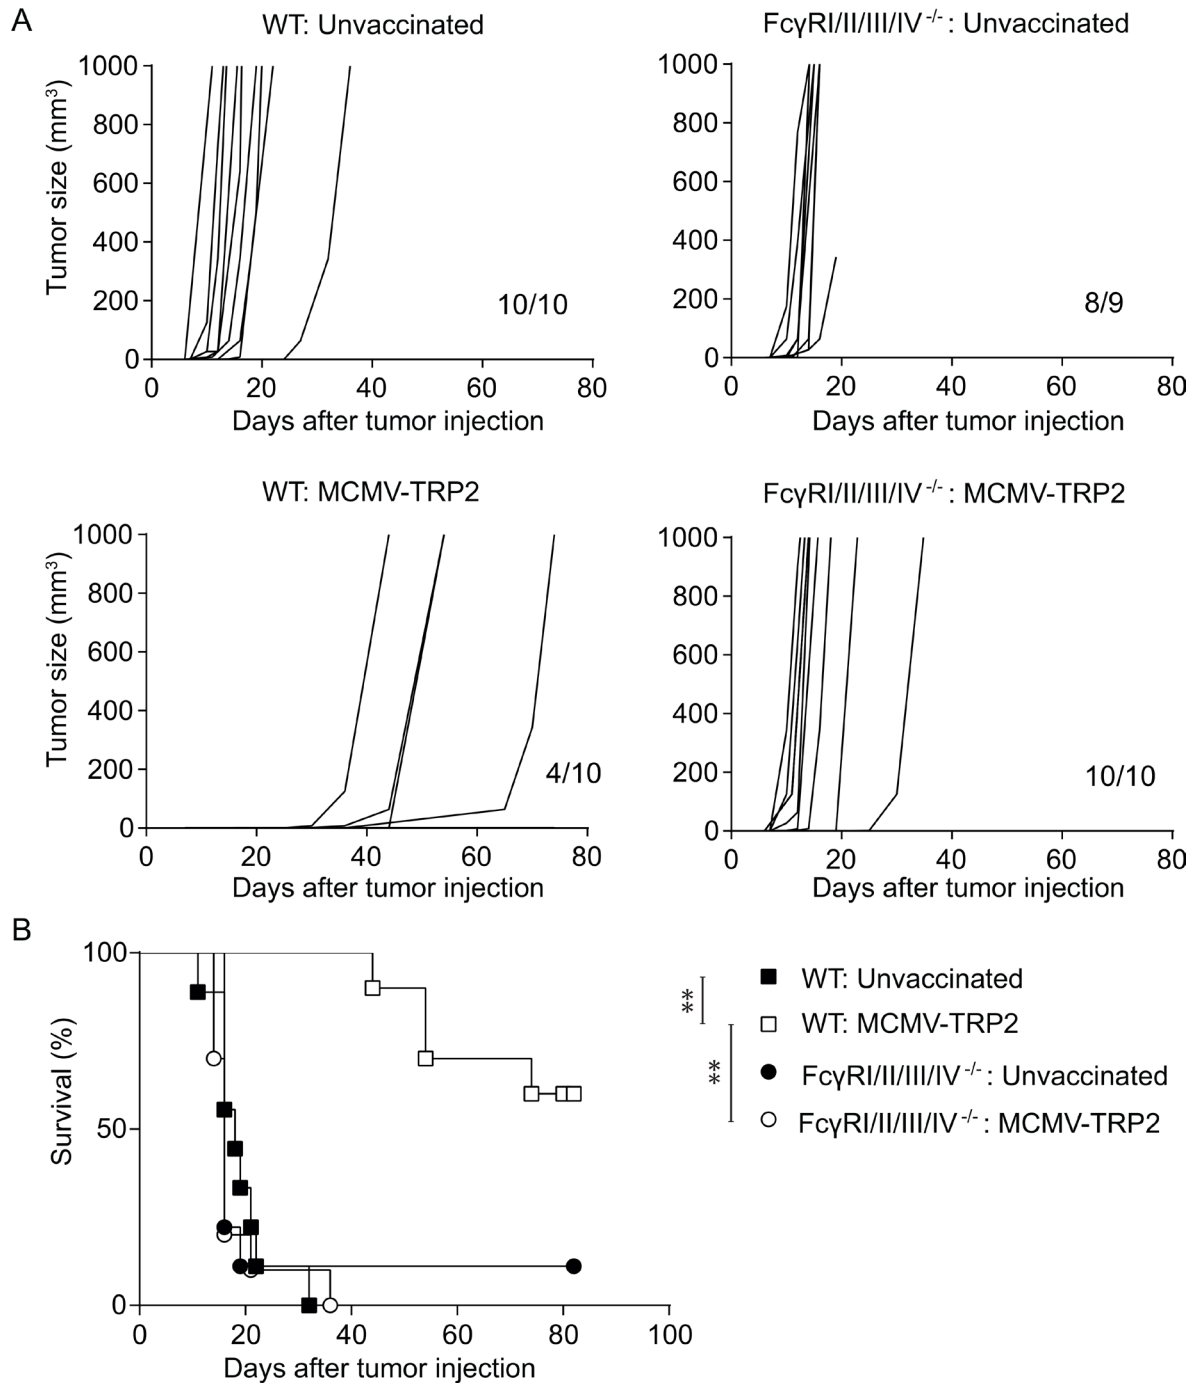 A
WT: Unvaccinated
1000
800
600
400
200
0
Tumor size (mm³)
10/10
0 20 40 60 80
Days after tumor injection
FcγRI/II/III/IV⁻/⁻ : Unvaccinated
1000
800
600
400
200
0
8/9
0 20 40 60 80
Days after tumor injection
WT: MCMV-TRP2
1000
800
600
400
200
0
Tumor size (mm³)
4/10
0 20 40 60 80
Days after tumor injection
FcγRI/II/III/IV⁻/⁻ : MCMV-TRP2
1000
800
600
400
200
0
10/10
0 20 40 60 80
Days after tumor injection
B
100
50
0
Survival (%)
0 20 40 60 80 100
Days after tumor injection
**
**
WT: Unvaccinated
WT: MCMV-TRP2
FcγRI/II/III/IV⁻/⁻ : Unvaccinated
FcγRI/II/III/IV⁻/⁻ : MCMV-TRP2